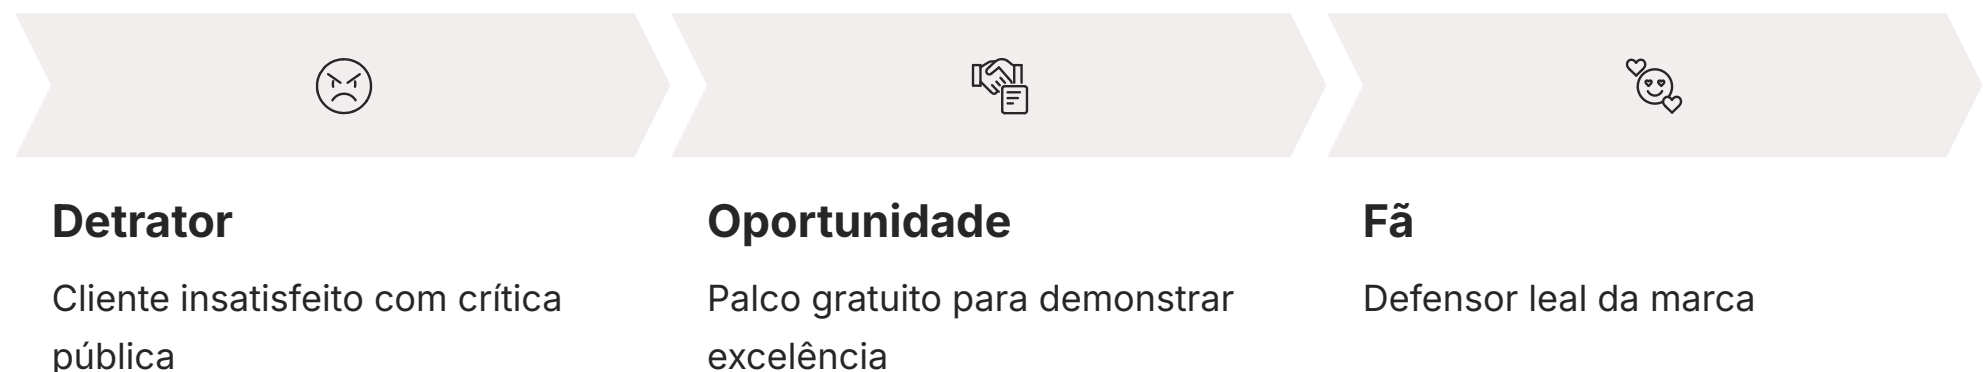 Detrator
Cliente insatisfeito com crítica
pública
Oportunidade
Palco gratuito para demonstrar
excelência
Fã
Defensor leal da marca